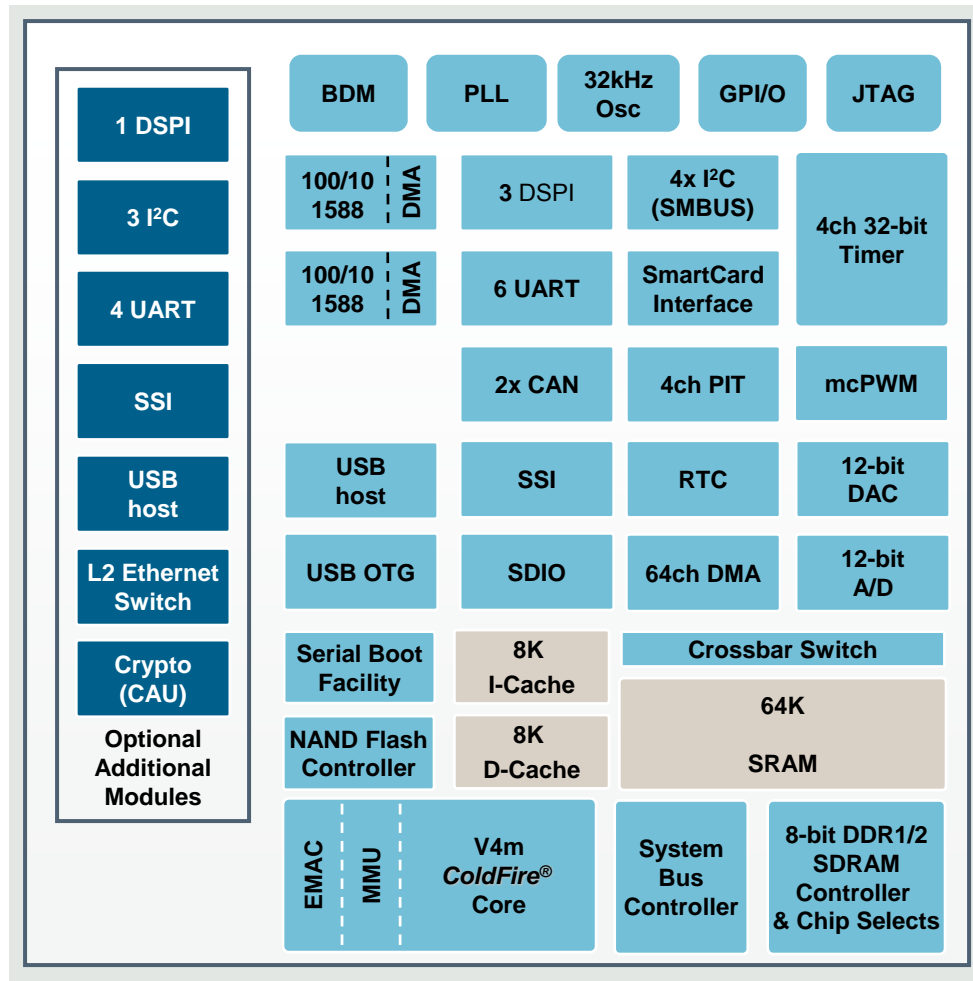 1 DSPI
3 I²C
4 UART
SSI
USB
host
L2 Ethernet
Switch
Crypto
(CAU)
Optional
Additional
Modules
BDM
PLL
32kHz
Osc
GPI/O
JTAG
100/10
1588
DMA
3 DSPI
4x I²C
(SMBUS)
4ch 32-bit
Timer
100/10
1588
DMA
6 UART
SmartCard
Interface
2x CAN
4ch PIT
mcPWM
USB
host
SSI
RTC
12-bit
DAC
USB OTG
SDIO
64ch DMA
12-bit
A/D
Serial Boot
Facility
8K
I-Cache
Crossbar Switch
64K
SRAM
NAND Flash
Controller
8K
D-Cache
EMAC
MMU
V4m
ColdFire®
Core
System
Bus
Controller
8-bit DDR1/2
SDRAM
Controller
& Chip Selects